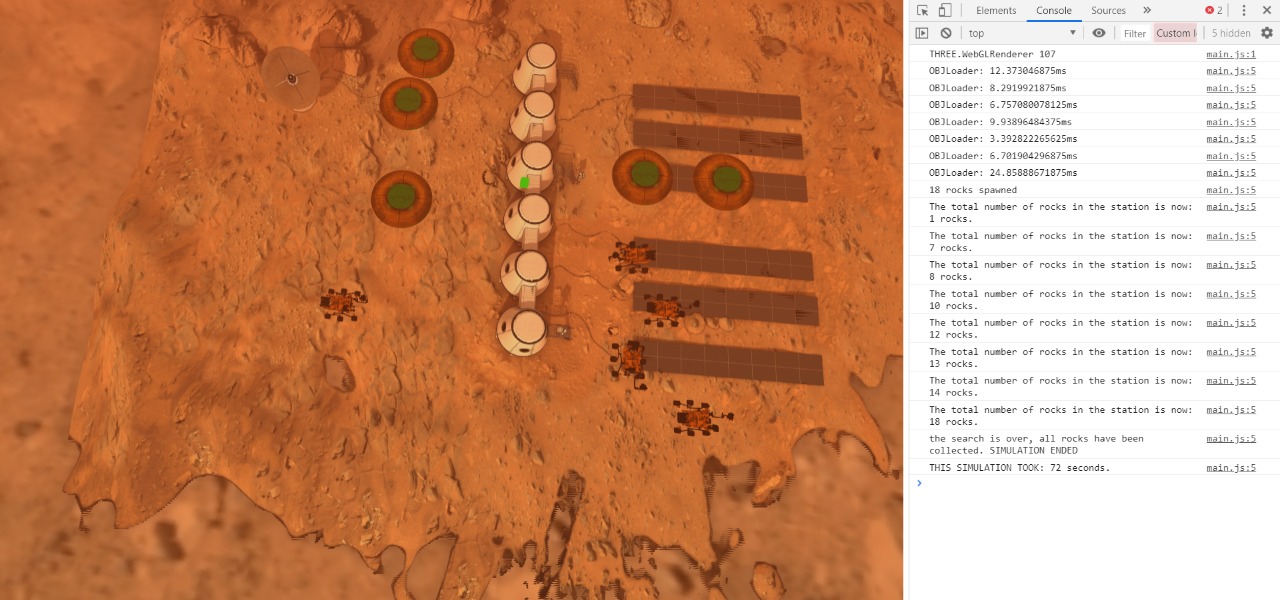 Elements Console Sources 2
top Filter Custom l 5 hidden
THREE.WebGLRenderer 107 main.js:1
OBJLoader: 12.373046875ms main.js:5
OBJLoader: 8.2919921875ms main.js:5
OBJLoader: 6.757080078125ms main.js:5
OBJLoader: 9.93896484375ms main.js:5
OBJLoader: 3.392822265625ms main.js:5
OBJLoader: 6.701904296875ms main.js:5
OBJLoader: 24.85888671875ms main.js:5
18 rocks spawned main.js:5
The total number of rocks in the station is now: main.js:5
1 rocks.
The total number of rocks in the station is now: main.js:5
7 rocks.
The total number of rocks in the station is now: main.js:5
8 rocks.
The total number of rocks in the station is now: main.js:5
10 rocks.
The total number of rocks in the station is now: main.js:5
12 rocks.
The total number of rocks in the station is now: main.js:5
13 rocks.
The total number of rocks in the station is now: main.js:5
14 rocks.
The total number of rocks in the station is now: main.js:5
18 rocks.
the search is over, all rocks have been main.js:5
collected. SIMULATION ENDED
THIS SIMULATION TOOK: 72 seconds. main.js:5